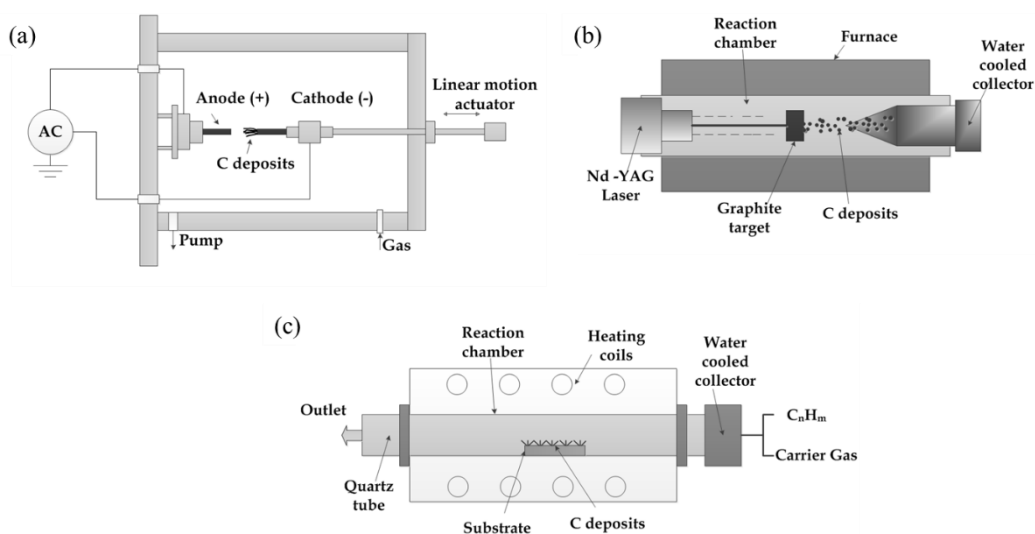 (a)
Linear motion
actuator
Anode (+)
Cathode (-)
AC
C deposits
Pump
Gas
(b)
Reaction
chamber
Furnace
Water
cooled
collector
Nd -YAG
Laser
Graphite
target
C deposits
(c)
Reaction
chamber
Heating
coils
Water
cooled
collector
Outlet
CₙHₘ
Carrier Gas
Quartz
tube
Substrate
C deposits